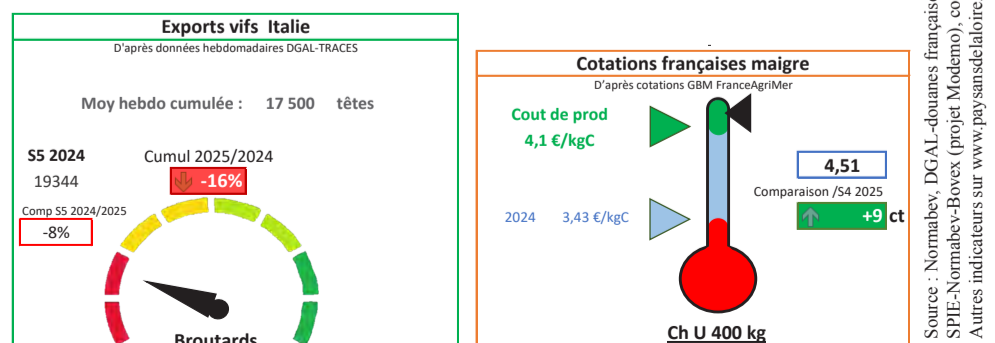 Exports vifs Italie
D'après données hebdomadaires DGAL-TRACES
Moy hebdo cumulée : 17 500 têtes
S5 2024
19344
Comp S5 2024/2025
-8%
Cumul 2025/2024
-16%
Broutards
Cotations françaises maigre
D'après cotations GBM FranceAgriMer
Cout de prod
4,1 €/kgC
2024 3,43 €/kgC
4,51
Comparaison /S4 2025
+9 ct
Ch U 400 kg
Source : Normabev, DGAL-douanes française
SPIE-Normabev-Bovex (projet Modemo), co
Autres indicateurs sur www.paysansdelaloire.